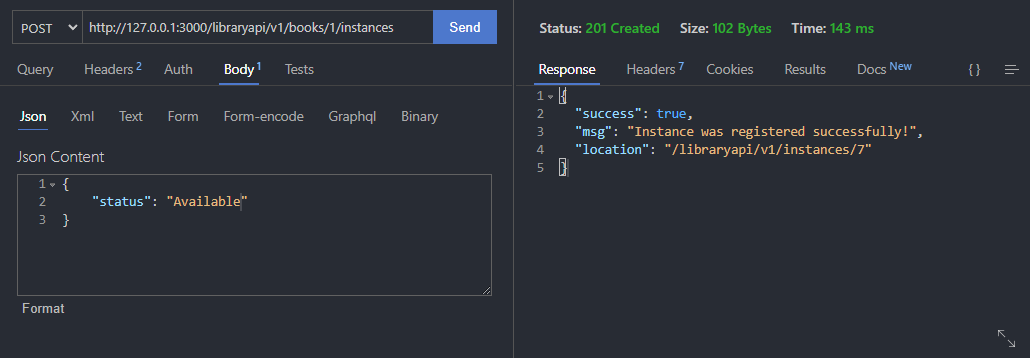 POST http://127.0.0.1:3000/libraryapi/v1/books/1/instances Send
Query Headers 2 Auth Body 1 Tests
Json Xml Text Form Form-encode Graphql Binary
Json Content
1 {
2 "status": "Available"
3 }
Format
Status: 201 Created Size: 102 Bytes Time: 143 ms
Response Headers 7 Cookies Results Docs New { }
1 {
2 "success": true,
3 "msg": "Instance was registered successfully!",
4 "location": "/libraryapi/v1/instances/7"
5 }